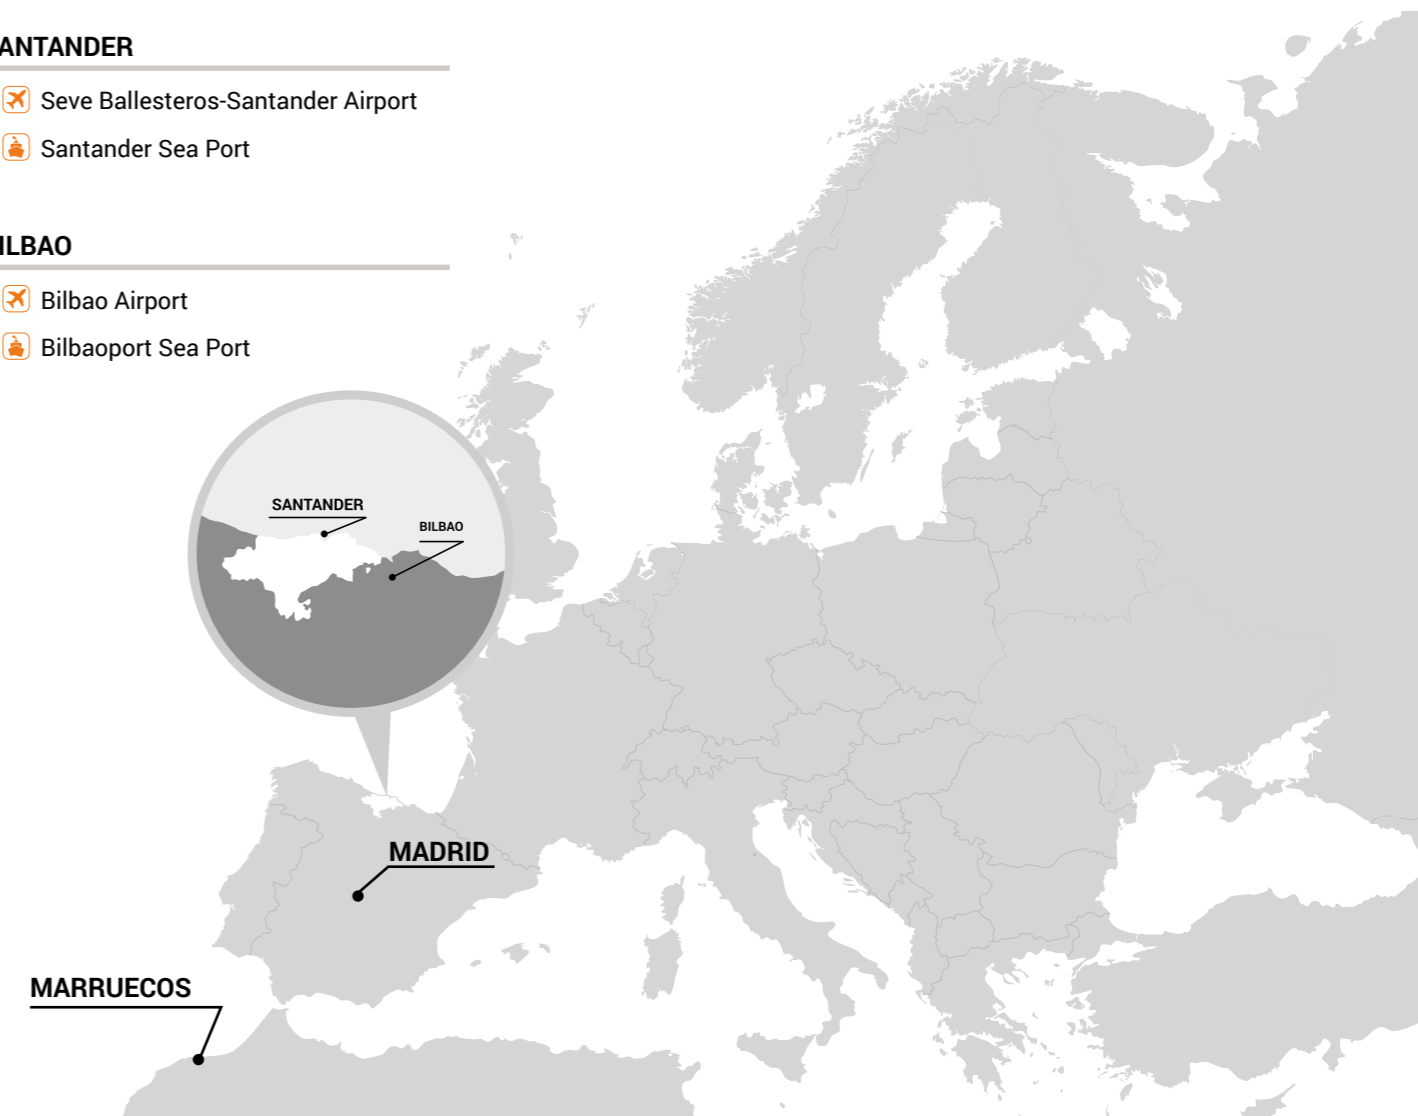 ANTANDER
Seve Ballesteros-Santander Airport
Santander Sea Port
ILBAO
Bilbao Airport
Bilbaoport Sea Port
SANTANDER
BILBAO
MADRID
MARRUECOS